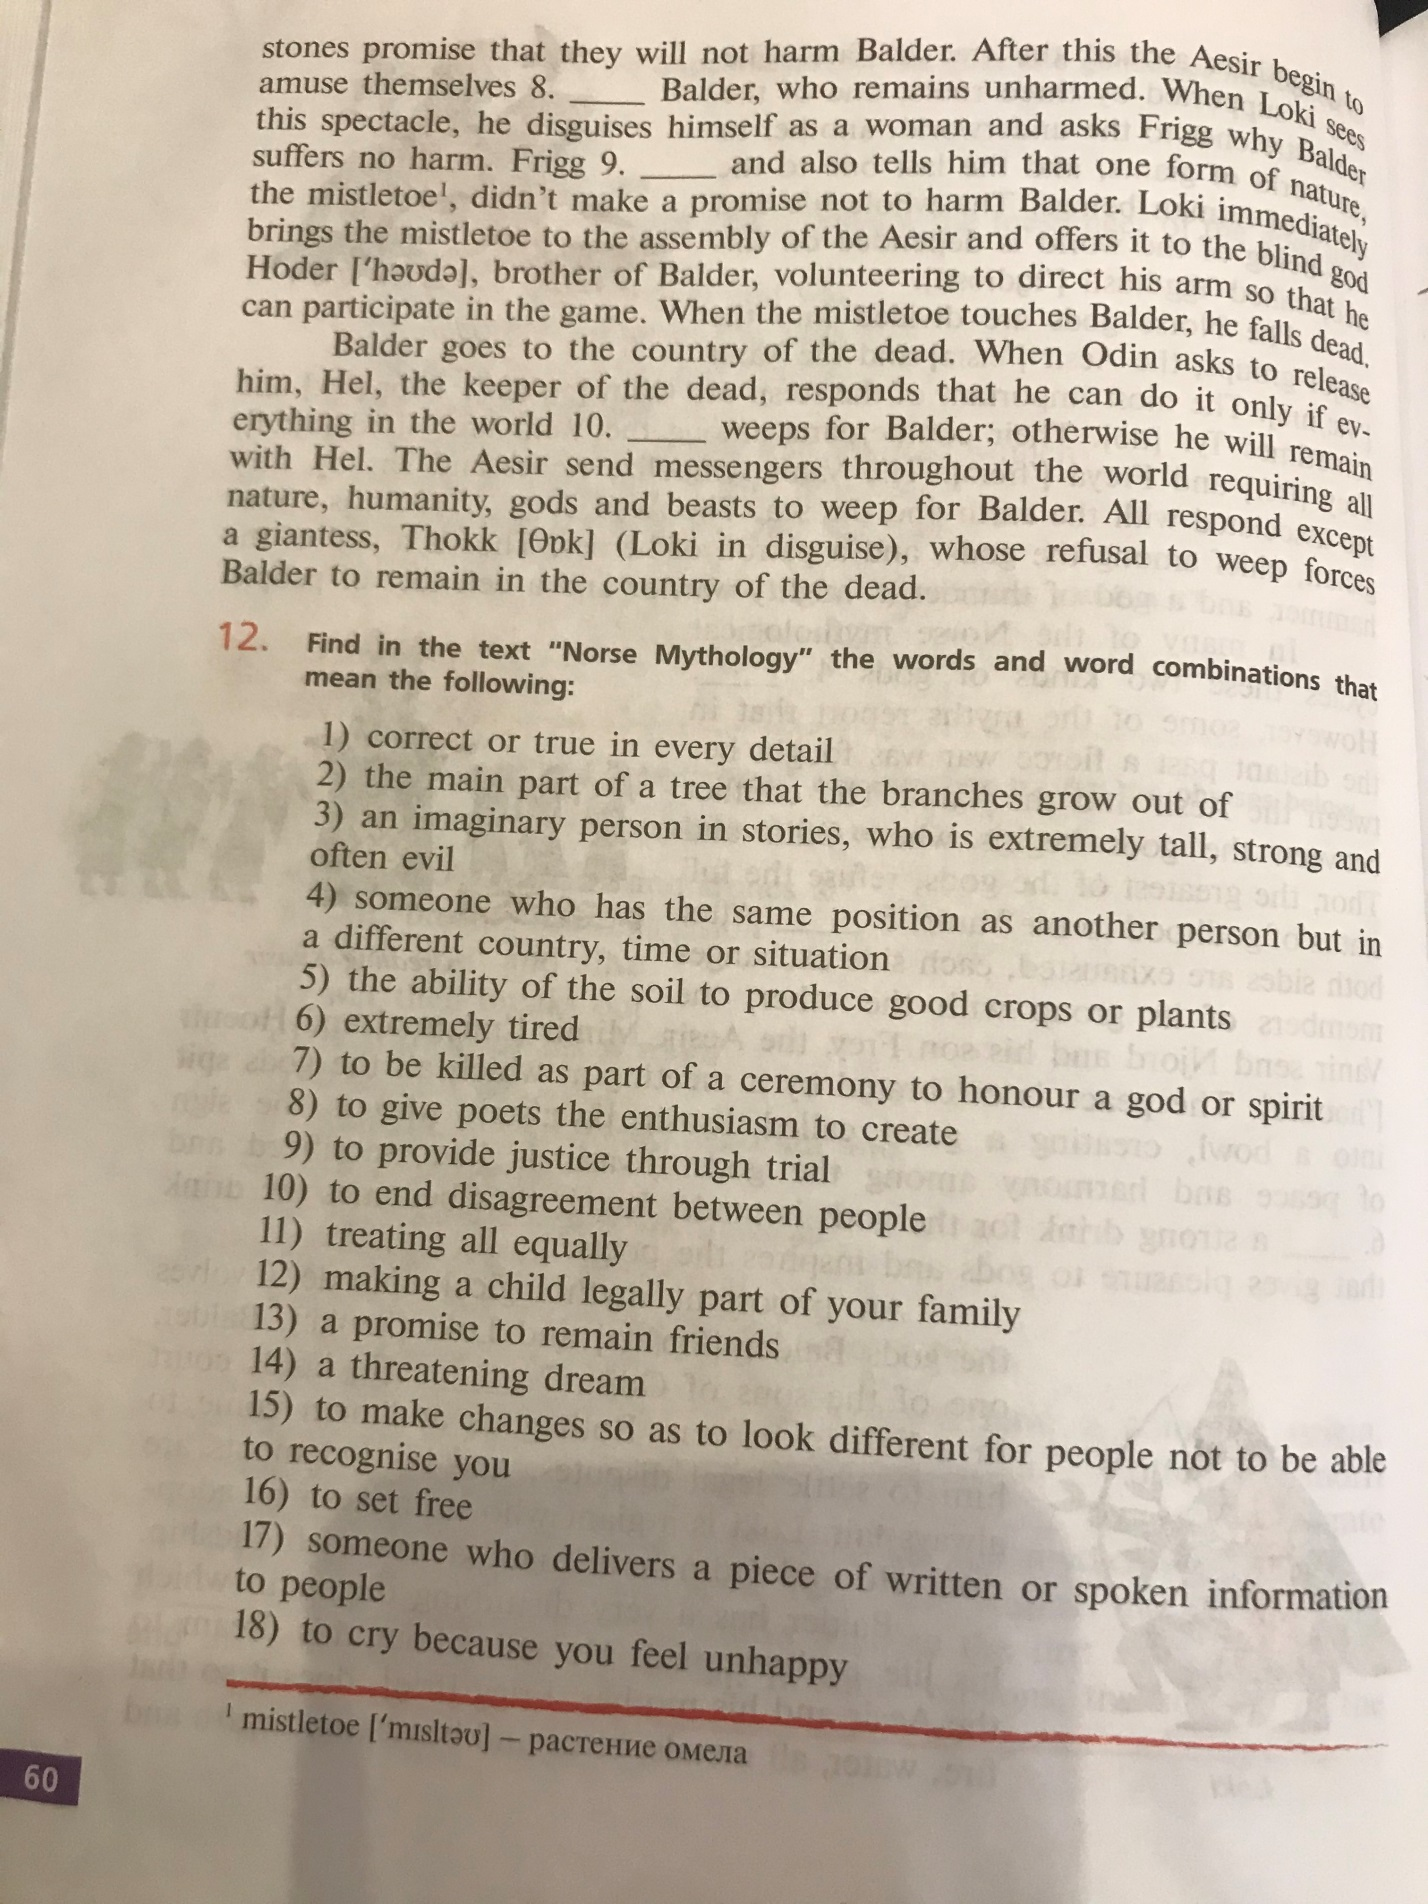 stones promise that they will not harm Balder. After this the Aesir begin to
amuse themselves 8. ____ Balder, who remains unharmed. When Loki sees
this spectacle, he disguises himself as a woman and asks Frigg why Balder
suffers no harm. Frigg 9. ____ and also tells him that one form of nature,
the mistletoe¹, didn't make a promise not to harm Balder. Loki immediately
brings the mistletoe to the assembly of the Aesir and offers it to the blind god
Hoder [ˈhəʊdə], brother of Balder, volunteering to direct his arm so that he
can participate in the game. When the mistletoe touches Balder, he falls dead.
Balder goes to the country of the dead. When Odin asks to release
him, Hel, the keeper of the dead, responds that he can do it only if ev-
erything in the world 10. ____ weeps for Balder; otherwise he will remain
with Hel. The Aesir send messengers throughout the world requiring all
nature, humanity, gods and beasts to weep for Balder. All respond except
a giantess, Thokk [Θɒk] (Loki in disguise), whose refusal to weep forces
Balder to remain in the country of the dead.
12. Find in the text "Norse Mythology" the words and word combinations that
mean the following:
1) correct or true in every detail
2) the main part of a tree that the branches grow out of
3) an imaginary person in stories, who is extremely tall, strong and
often evil
4) someone who has the same position as another person but in
a different country, time or situation
5) the ability of the soil to produce good crops or plants
6) extremely tired
7) to be killed as part of a ceremony to honour a god or spirit
8) to give poets the enthusiasm to create
9) to provide justice through trial
10) to end disagreement between people
11) treating all equally
12) making a child legally part of your family
13) a promise to remain friends
14) a threatening dream
15) to make changes so as to look different for people not to be able
to recognise you
16) to set free
17) someone who delivers a piece of written or spoken information
to people
18) to cry because you feel unhappy
¹ mistletoe [ˈmɪsltəʊ] – растение омела
60